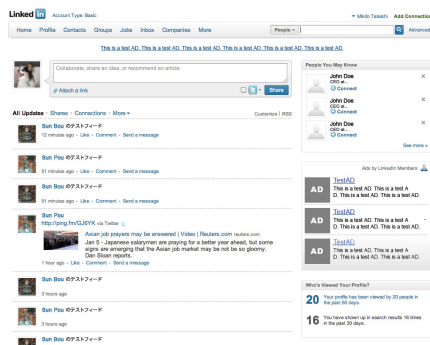 Linked in Account Type: Basic
Mikito Takeshi Add Connection
Home Profile Contacts Groups Jobs Inbox Companies More
People Advanced
This is a test AD. This is a test AD. This is a test AD. This is a test AD. This is a test AD. This is a test AD
Collaborate, share an idea, or recommend an article
Attach a link
Share
All Updates · Shares · Connections · More
Customize | RSS
Sun Bou のテストフィード
12 minutes ago · Like · Comment · Send a message
Sun Pou のテストフィード
51 minutes ago · Like · Comment · Send a message
Sun Bou のテストフィード
51 minutes ago · Like · Comment · Send a message
Sun Pou
http://ping.fm/GJ6YK via Twitter
Asian job prayers may be answered | Video | Reuters.com reuters.com
Jan 5 - Japanese salarymen are praying for a better year ahead, but some
signs are emerging that the Asian job market may be not be so gloomy.
Dan Sloan reports.
1 hour ago · Like · Comment · Send a message
Sun Bou のテストフィード
3 hours ago
Sun Pou のテストフィード
3 hours ago
Sun Bou のテストフィード
People You May Know
John Doe
CEO at...
Connect
John Doe
CEO at...
Connect
John Doe
CEO at...
Connect
See more »
Ads by LinkedIn Members
AD
TestAD
This is a test AD. This is a test A
D. This is a test AD. This is a test AD.
AD
TestAD
This is a test AD. This is a test A
D. This is a test AD. This is a test AD.
AD
TestAD
This is a test AD. This is a test A
D. This is a test AD. This is a test AD.
Who's Viewed Your Profile?
20 Your profile has been viewed by 20 people in
the past 90 days.
16 You have shown up in search results 16 times
in the past 30 days.